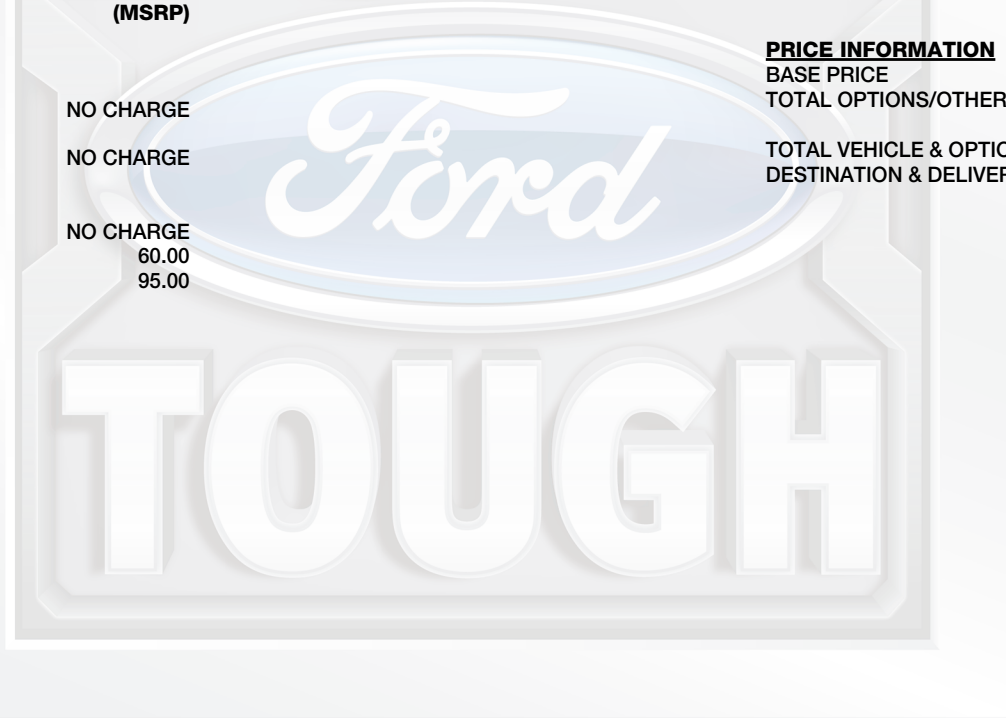 (MSRP)
NO CHARGE
NO CHARGE
NO CHARGE
60.00
95.00
PRICE INFORMATION
BASE PRICE
TOTAL OPTIONS/OTHER
TOTAL VEHICLE & OPTIO
DESTINATION & DELIVER
Ford
TOUGH